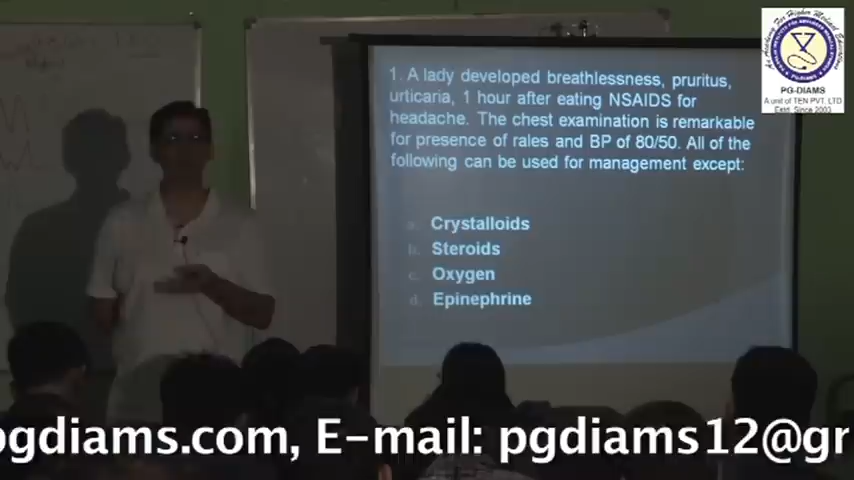 1. A lady developed breathlessness, pruritus,
urticaria, 1 hour after eating NSAIDS for
headache. The chest examination is remarkable
for presence of rales and BP of 80/50. All of the
following can be used for management except:
a. Crystalloids
b. Steroids
c. Oxygen
d. Epinephrine
PG-DIAMS
A unit of TEN PVT. LTD
Estd. Since 2003
ogdiams.com, E-mail: pgdiams12@gr